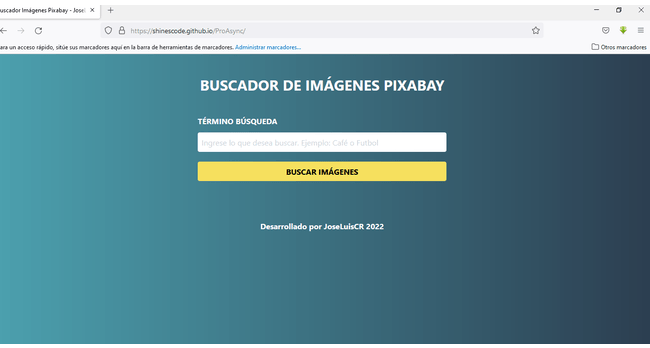 uscador Imágenes Pixabay - Jose
https://shinescode.github.io/ProAsync/
ara un acceso rápido, sitúe sus marcadores aquí en la barra de herramientas de marcadores. Administrar marcadores...
Otros marcadores
BUSCADOR DE IMÁGENES PIXABAY
TÉRMINO BÚSQUEDA
Ingrese lo que desea buscar. Ejemplo: Café o Futbol
BUSCAR IMÁGENES
Desarrollado por JoseLuisCR 2022